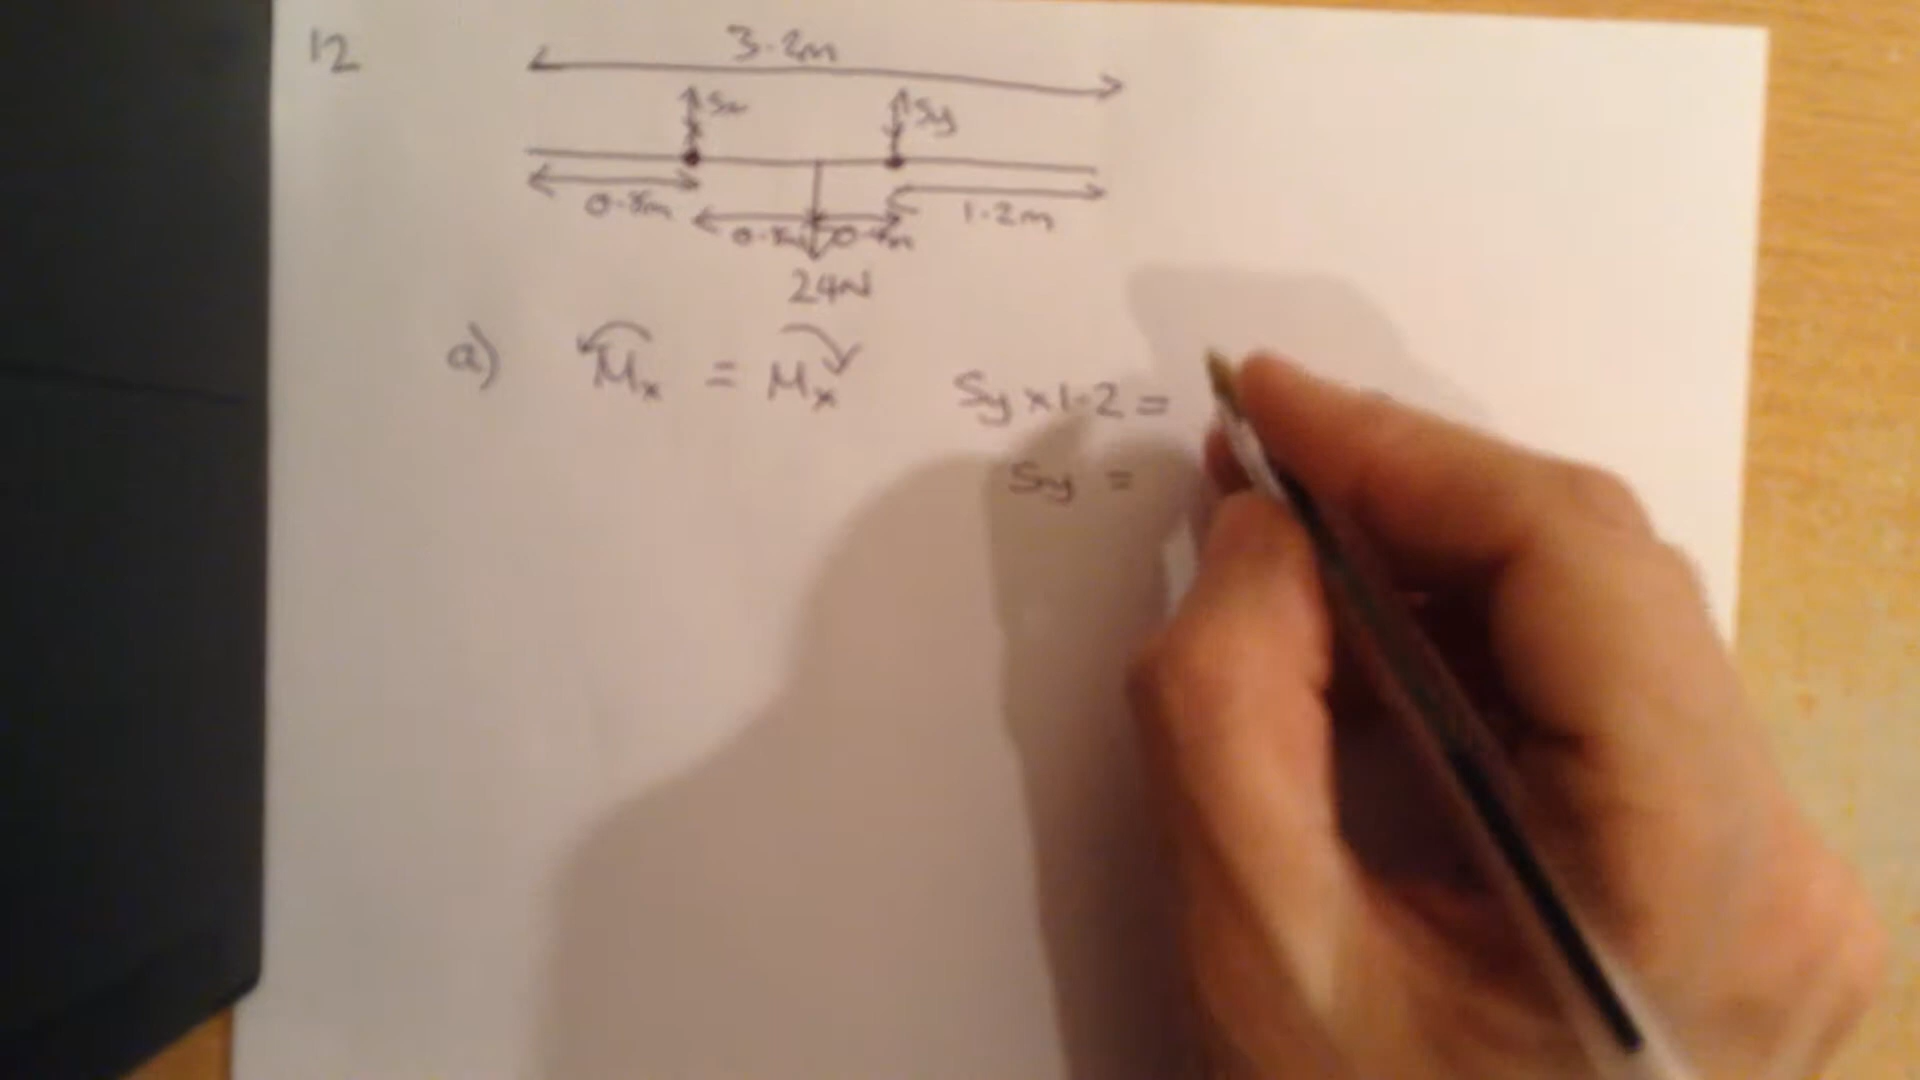 12
3.2m
Sx Sy
0.8m 1.2m
0.8m 0.4m
24N
a) Mx = Mx Sy x 1.2 =
Sy =